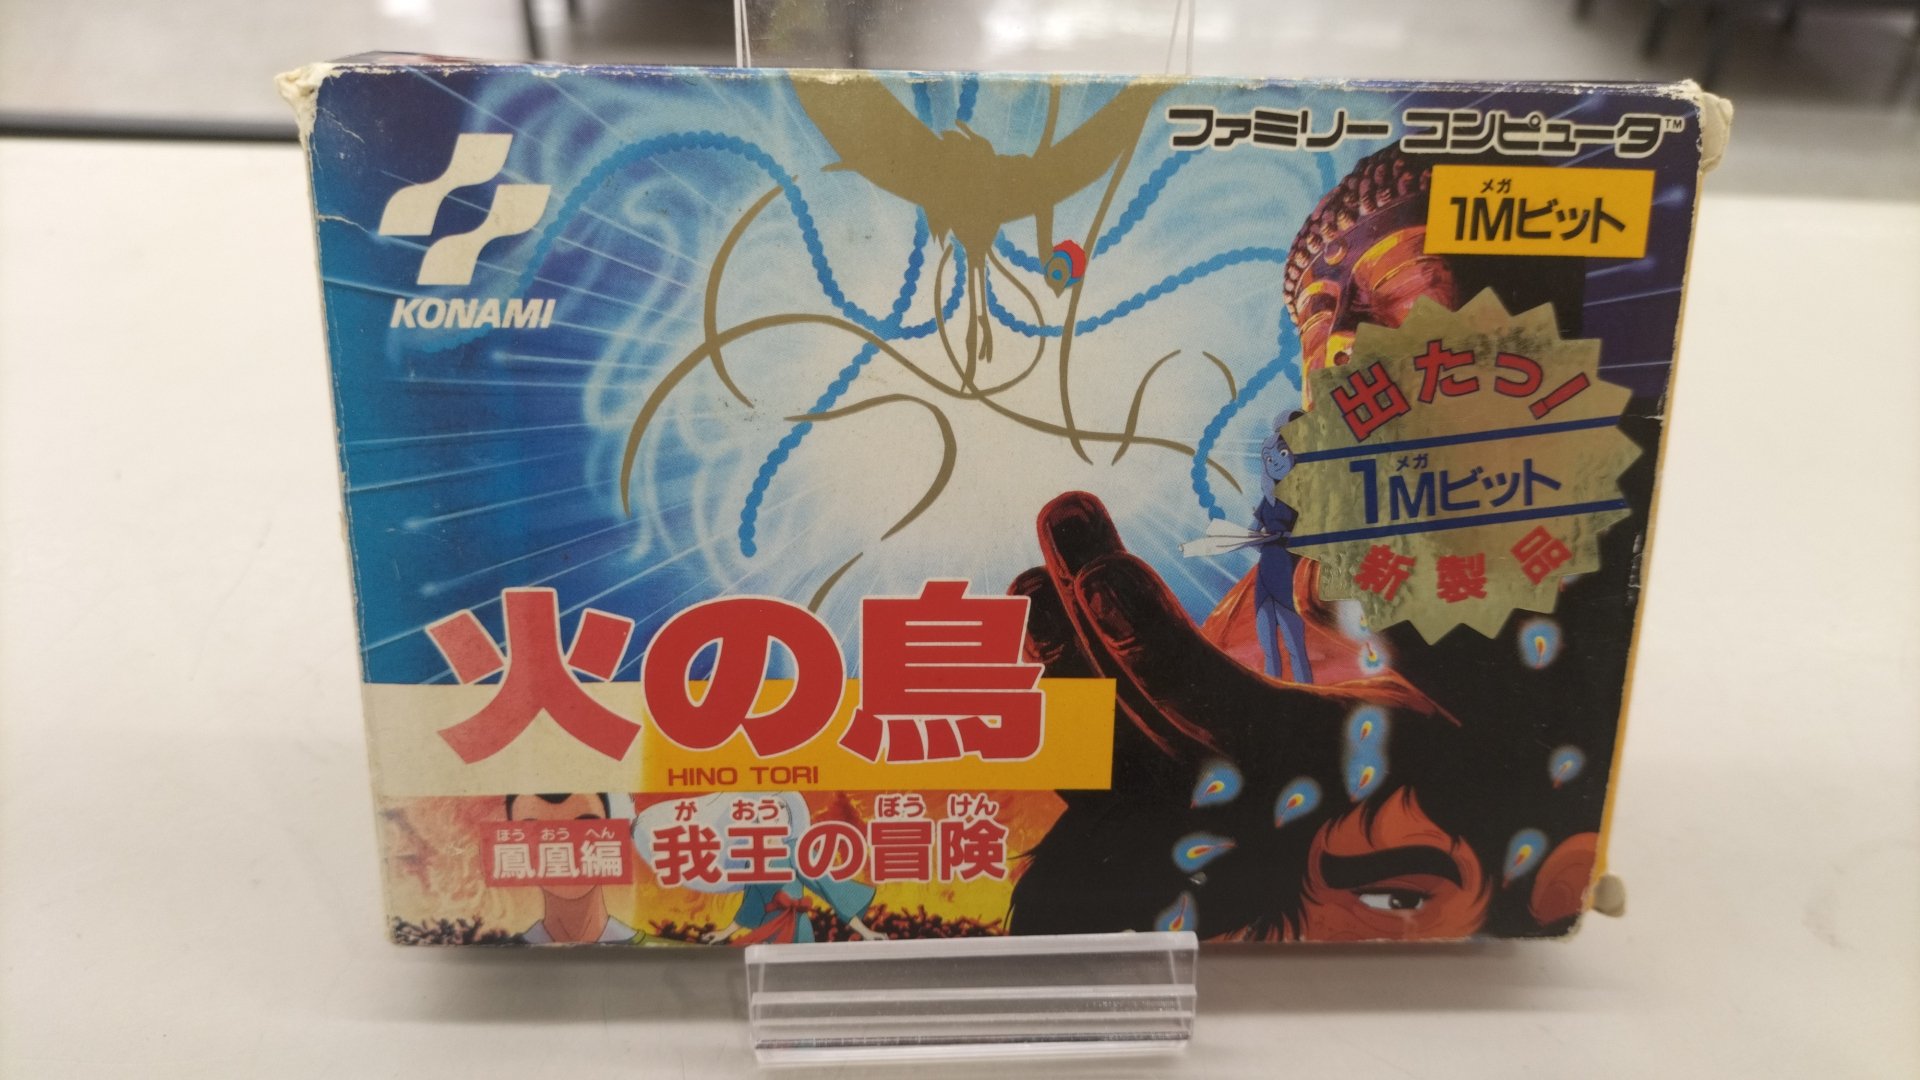 ファミリー コンピュータ™
メガ
1Mビット
KONAMI
出たっ!
メガ
1Mビット
新製品
火の鳥
HINO TORI
ほう おう へん
鳳凰編
が おう ぼう けん
我王の冒険